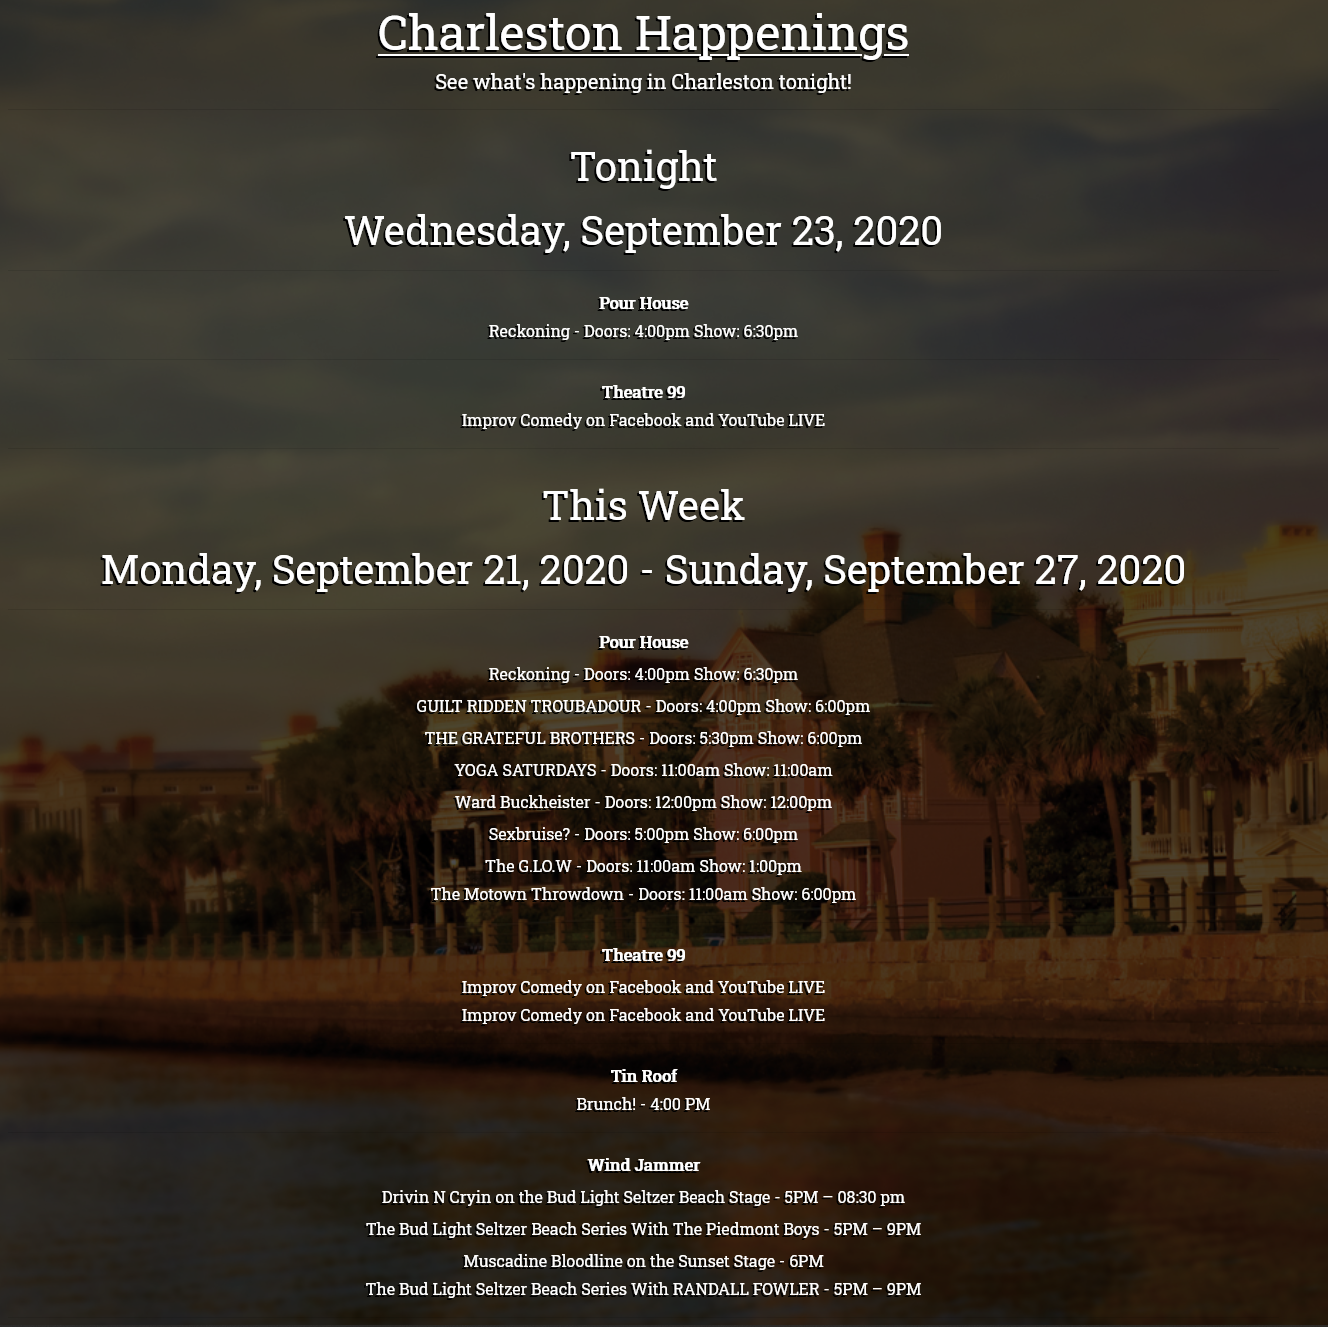 Charleston Happenings
See what's happening in Charleston tonight!
Tonight
Wednesday, September 23, 2020
Pour House
Reckoning - Doors: 4:00pm Show: 6:30pm
Theatre 99
Improv Comedy on Facebook and YouTube LIVE
This Week
Monday, September 21, 2020 - Sunday, September 27, 2020
Pour House
Reckoning - Doors: 4:00pm Show: 6:30pm
GUILT RIDDEN TROUBADOUR - Doors: 4:00pm Show: 6:00pm
THE GRATEFUL BROTHERS - Doors: 5:30pm Show: 6:00pm
YOGA SATURDAYS - Doors: 11:00am Show: 11:00am
Ward Buckheister - Doors: 12:00pm Show: 12:00pm
Sexbruise? - Doors: 5:00pm Show: 6:00pm
The G.I.O.W - Doors: 11:00am Show: 1:00pm
The Motown Throwdown - Doors: 11:00am Show: 6:00pm
Theatre 99
Improv Comedy on Facebook and YouTube LIVE
Improv Comedy on Facebook and YouTube LIVE
Tin Roof
Brunch! - 4:00 PM
Wind Jammer
Drivin N Cryin on the Bud Light Seltzer Beach Stage - 5PM – 08:30 pm
The Bud Light Seltzer Beach Series With The Piedmont Boys - 5PM – 9PM
Muscadine Bloodline on the Sunset Stage - 6PM
The Bud Light Seltzer Beach Series With RANDALL FOWLER - 5PM – 9PM